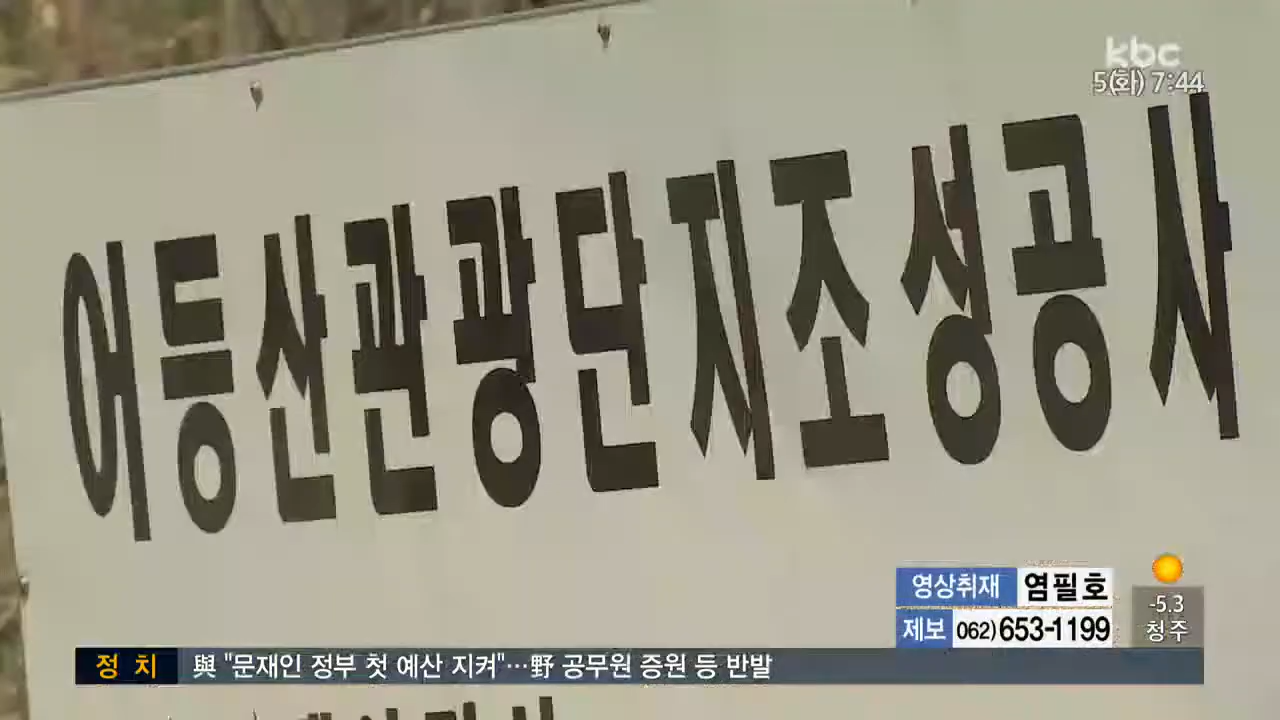 kbc
5(화) 7:44
어등산관광단지조성공사
영상취재 염필호
제보 062)653-1199
-5.3
청주
정치 與 "문재인 정부 첫 예산 지켜"…野 공무원 증원 등 반발